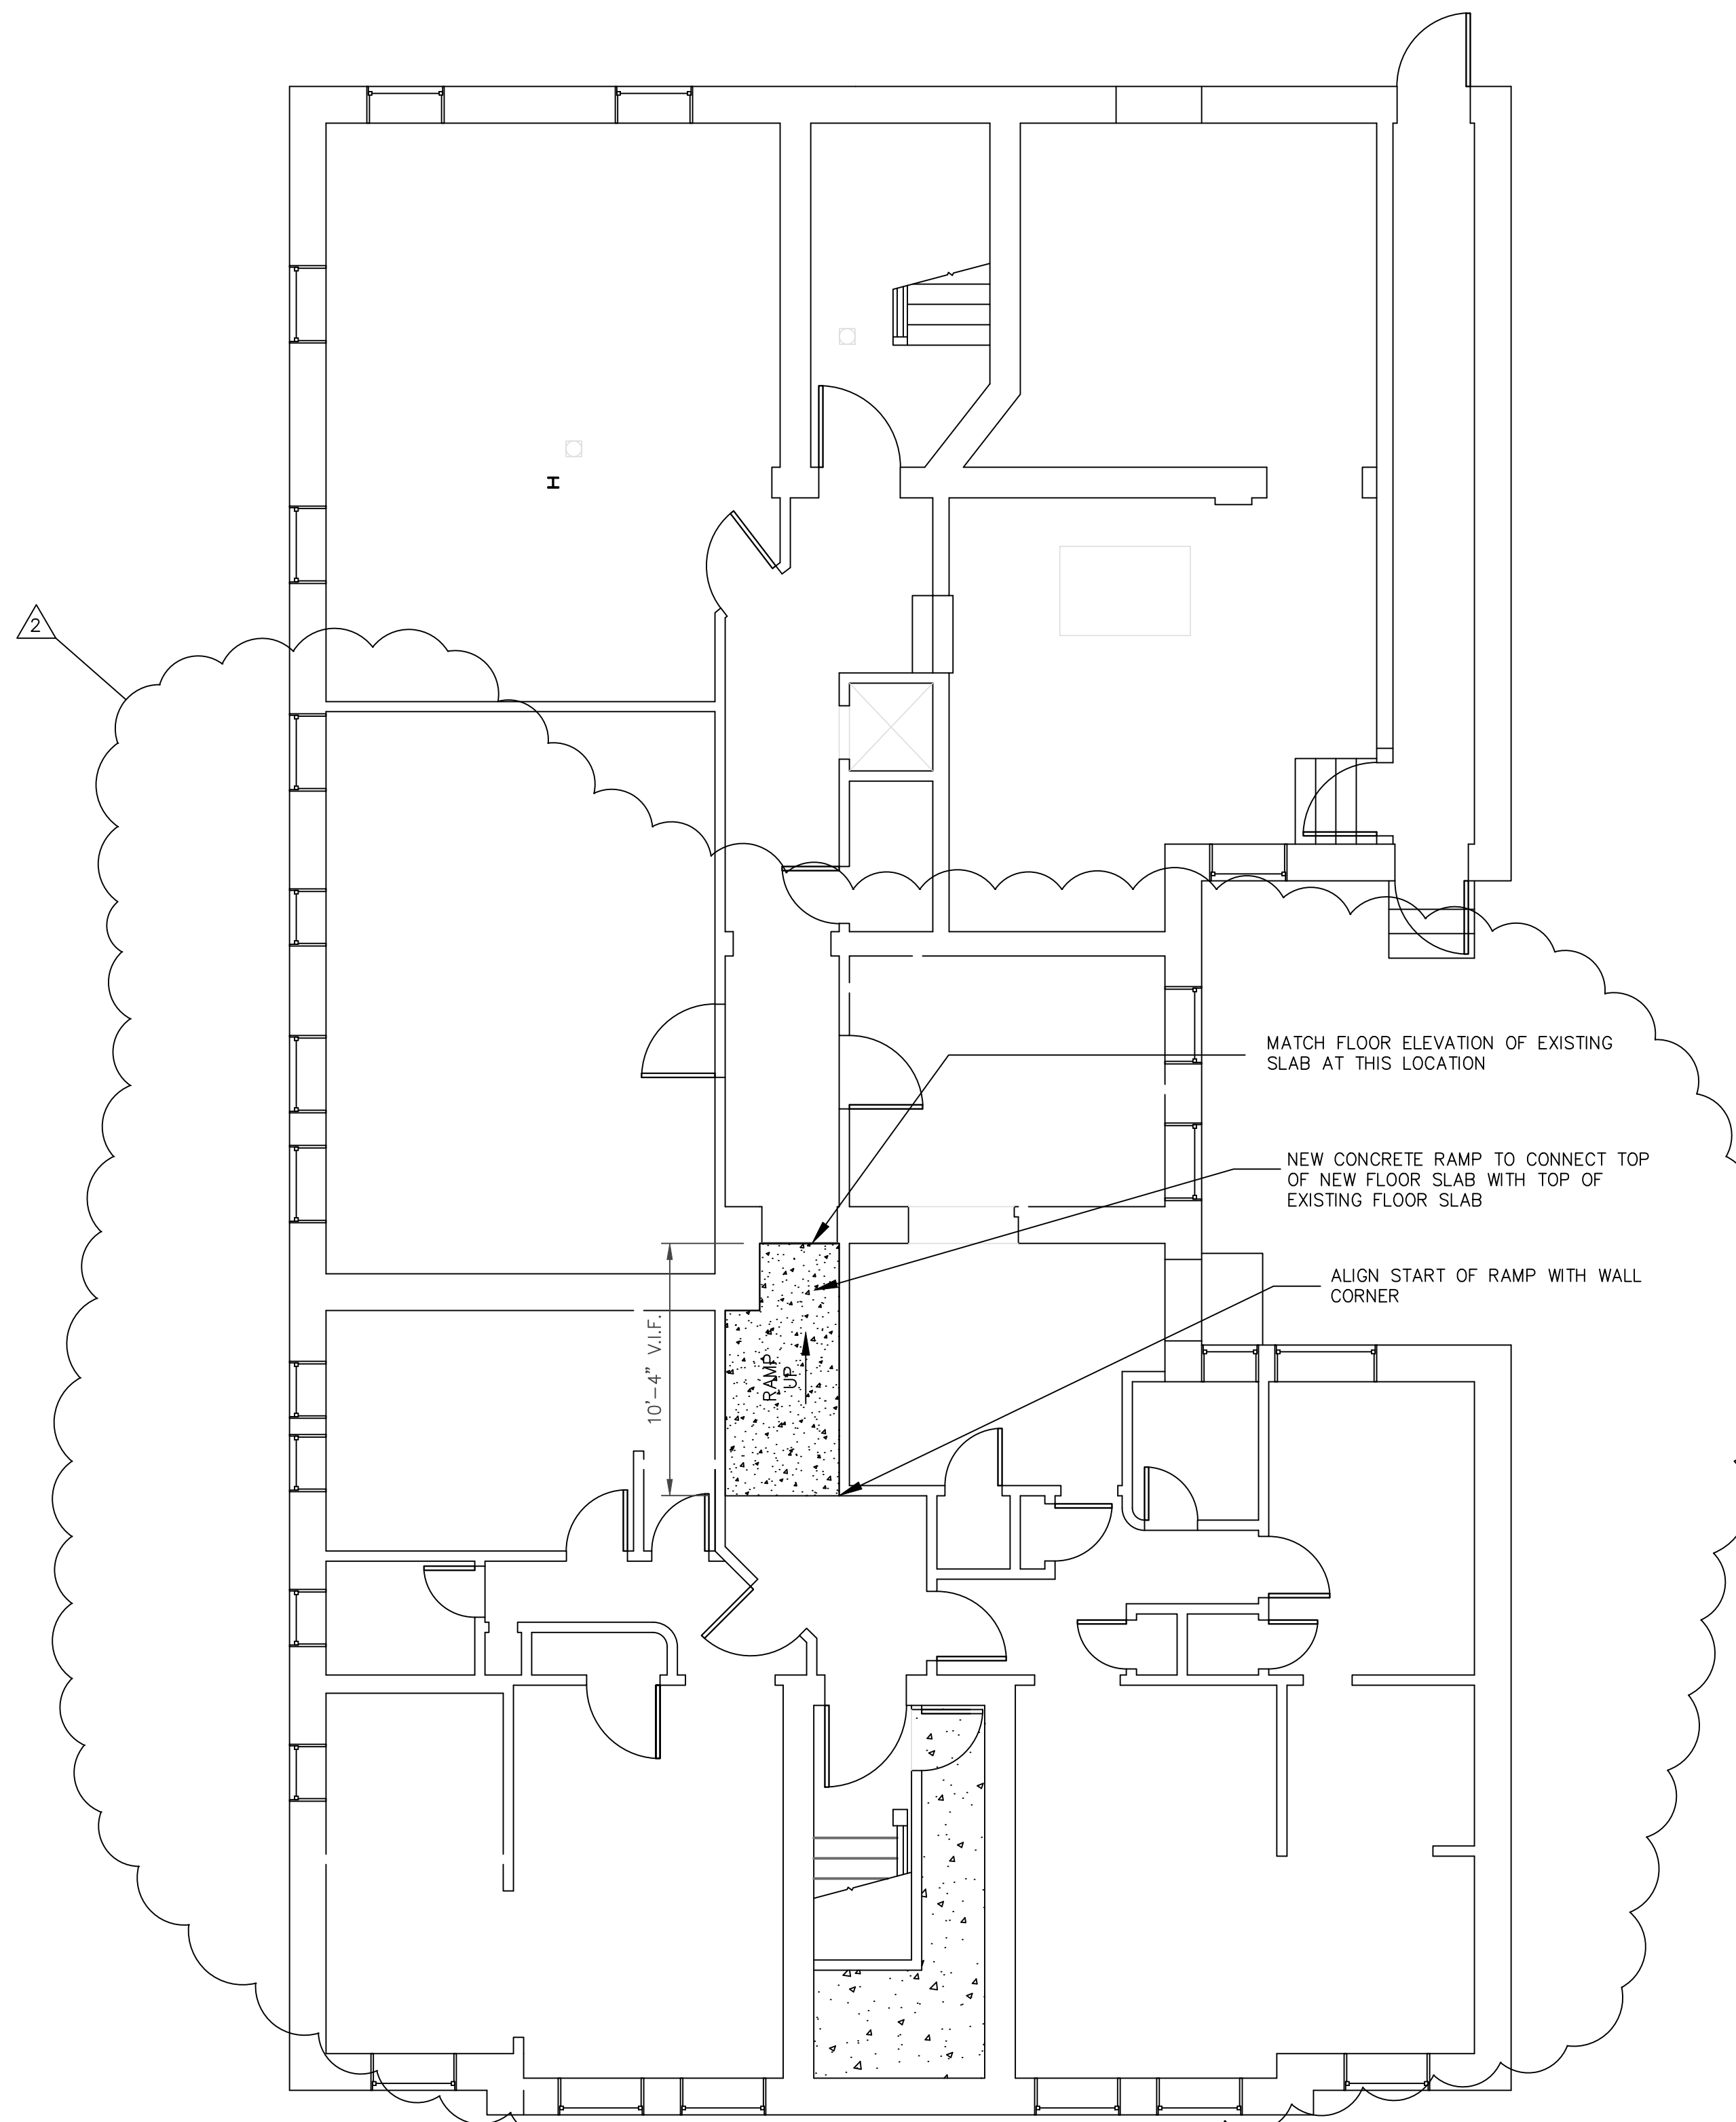 2
MATCH FLOOR ELEVATION OF EXISTING
SLAB AT THIS LOCATION
NEW CONCRETE RAMP TO CONNECT TOP
OF NEW FLOOR SLAB WITH TOP OF
EXISTING FLOOR SLAB
ALIGN START OF RAMP WITH WALL
CORNER
10'-4" V.I.F.
RAMP
UP